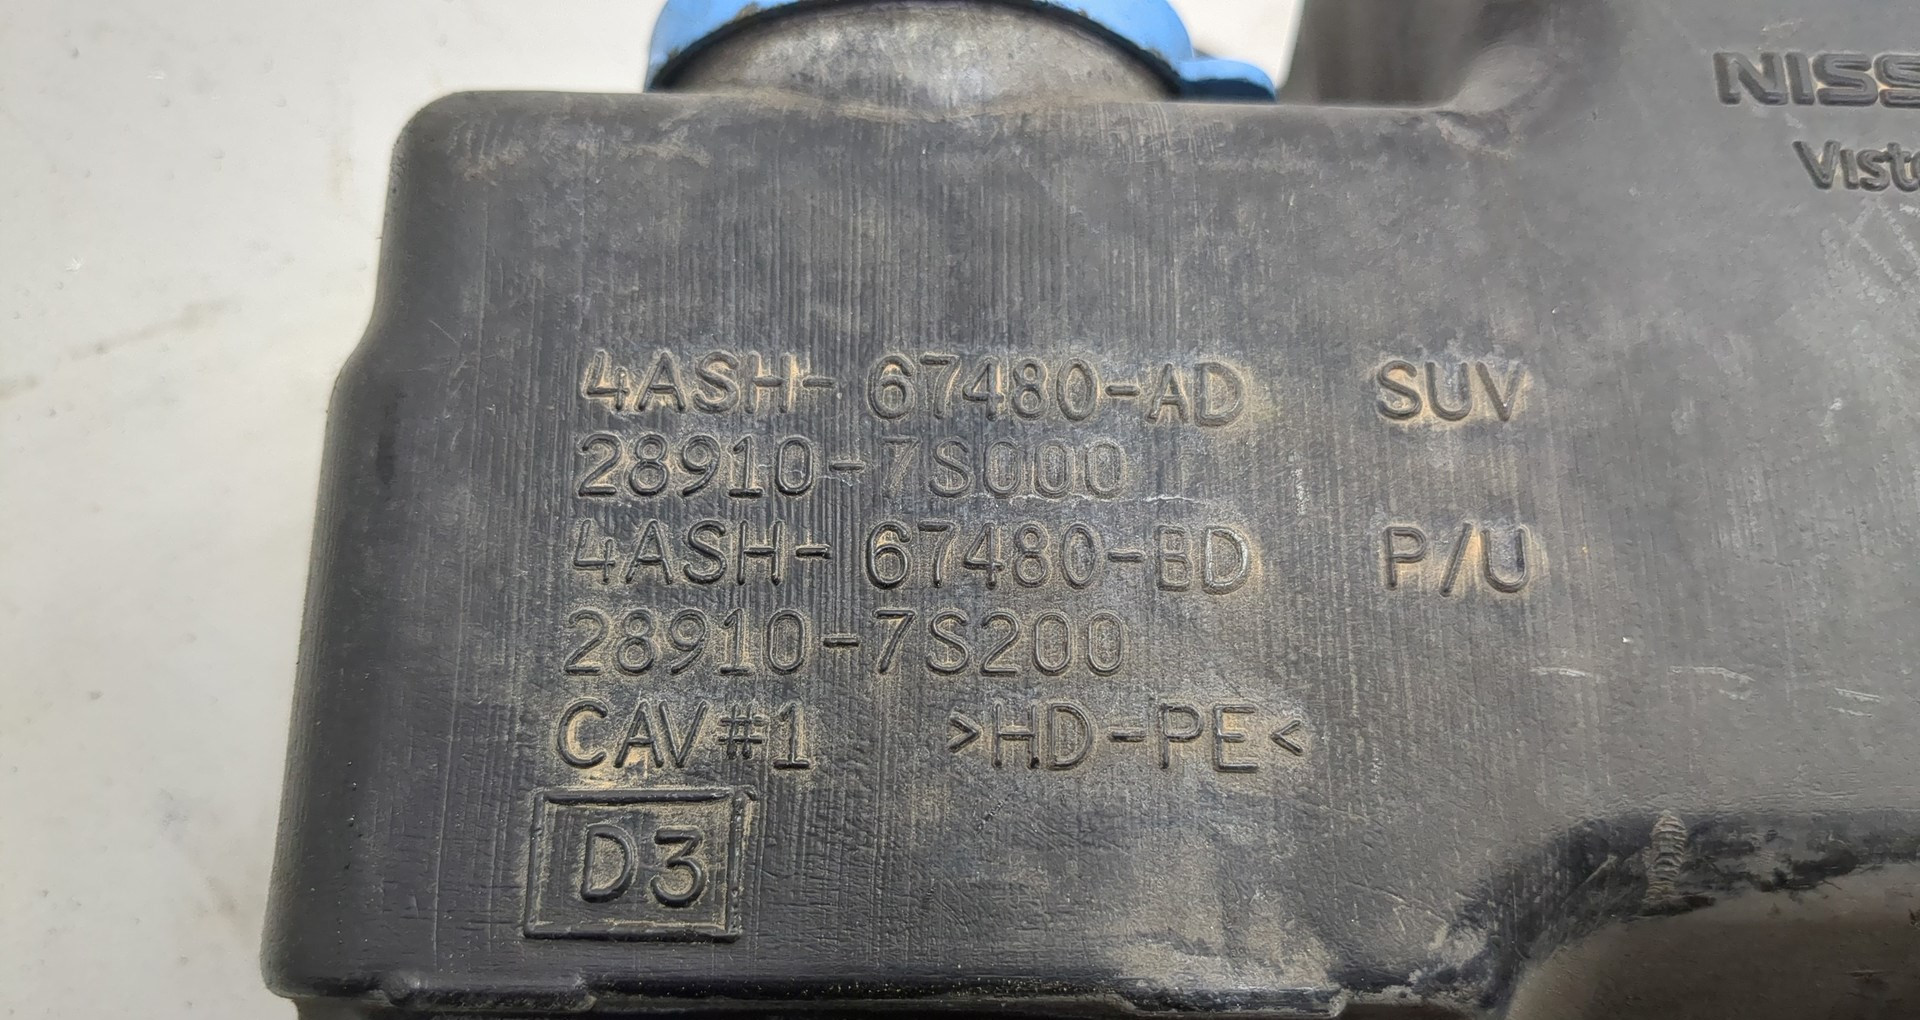 NISS
Visto
4ASH-67480-AD SUV
28910-7S000
4ASH-67480-BD P/U
28910-7S200
CAV#1 >HD-PE<
D3